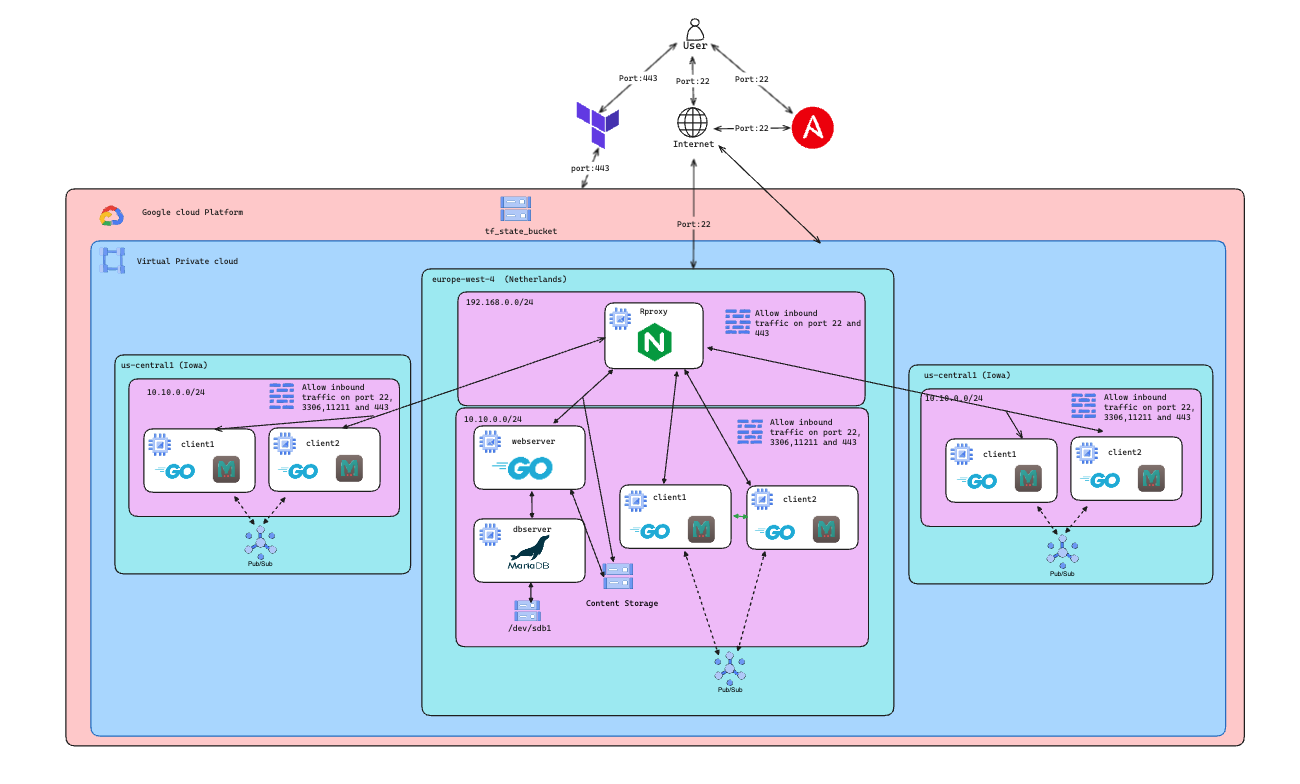 User
Port:443
Port:22
Port:22
Port:22
Internet
port:443
Google cloud Platform
tf_state_bucket
Port:22
Virtual Private cloud
europe-west-4 (Netherlands)
192.168.0.0/24
Rproxy
N
Allow inbound
traffic on port 22 and
443
us-central1 (Iowa)
10.10.0.0/24
Allow inbound
traffic on port 22,
3306,11211 and 443
client1
GO
M
client2
GO
M
Pub/Sub
10.10.0.0/24
webserver
GO
Allow inbound
traffic on port 22,
3306,11211 and 443
dbserver
MariaDB
/dev/sdb1
client1
GO
M
client2
GO
M
Content Storage
Pub/Sub
us-central1 (Iowa)
10.10.0.0/24
Allow inbound
traffic on port 22,
3306,11211 and 443
client1
GO
M
client2
GO
M
Pub/Sub